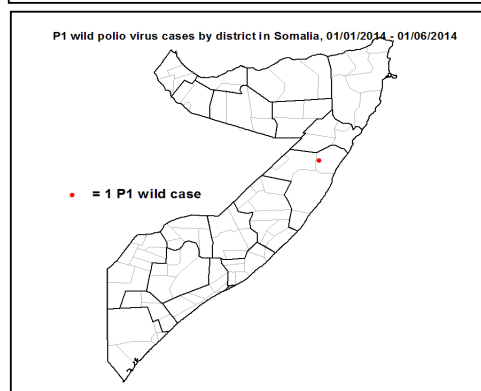 P1 wild polio virus cases by district in Somalia, 01/01/2014 - 01/06/2014
= 1 P1 wild case